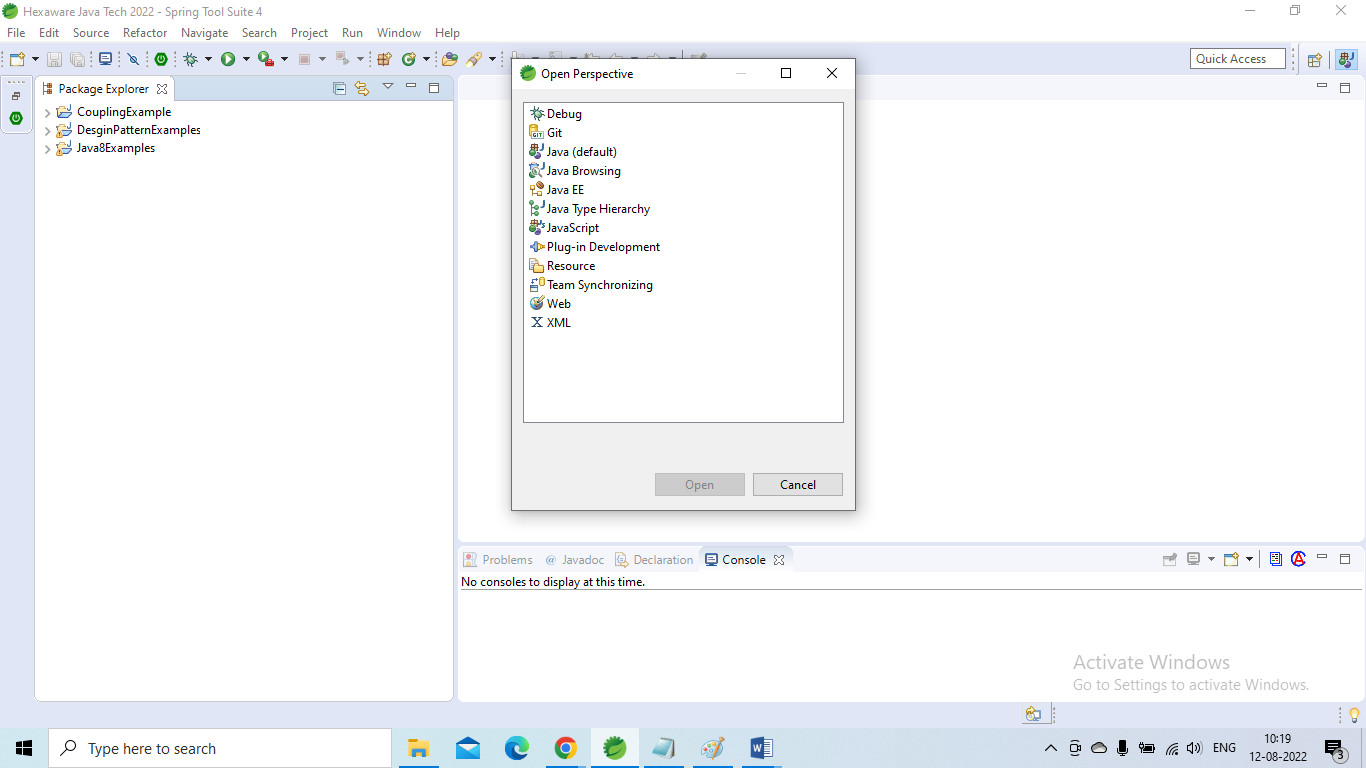 Hexaware Java Tech 2022 - Spring Tool Suite 4
File Edit Source Refactor Navigate Search Project Run Window Help
Quick Access
Package Explorer
CouplingExample
DesginPatternExamples
Java8Examples
Open Perspective
Debug
GIT Git
Java (default)
Java Browsing
Java EE
Java Type Hierarchy
JavaScript
Plug-in Development
Resource
Team Synchronizing
Web
X XML
Open Cancel
Problems @ Javadoc Declaration Console
No consoles to display at this time.
Activate Windows
Go to Settings to activate Windows.
Type here to search
ENG
10:19
12-08-2022
3